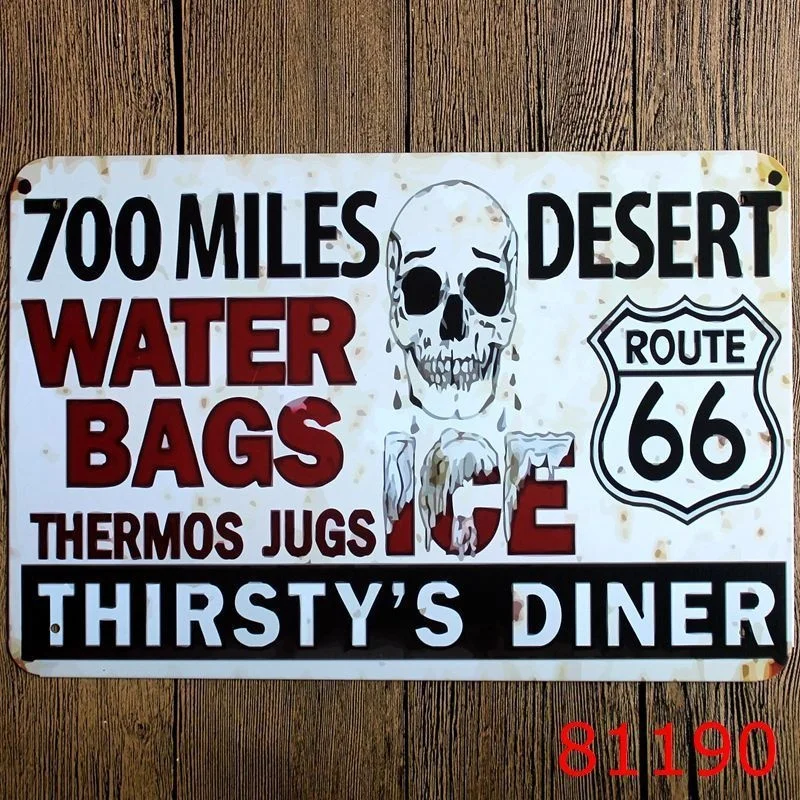 700 MILES DESERT
WATER
BAGS
THERMOS JUGS ICE
ROUTE
66
THIRSTY'S DINER
81190